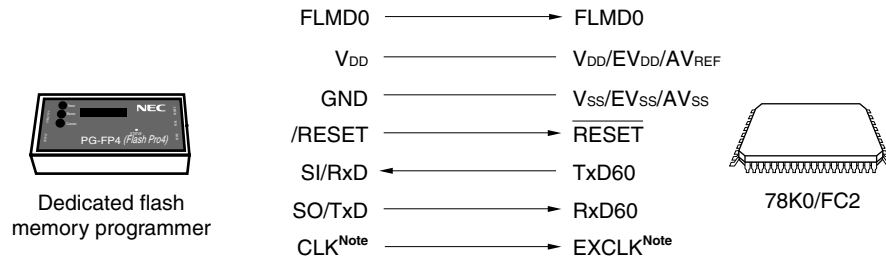 FLMD0 FLMD0
VDD VDD/EVDD/AVREF
GND VSS/EVSS/AVSS
/RESET RESET
SI/RxD TxD60
SO/TxD RxD60
CLKNote EXCLKNote
NEC
PG-FP4 (Flash Pro4)
Dedicated flash
memory programmer
78K0/FC2